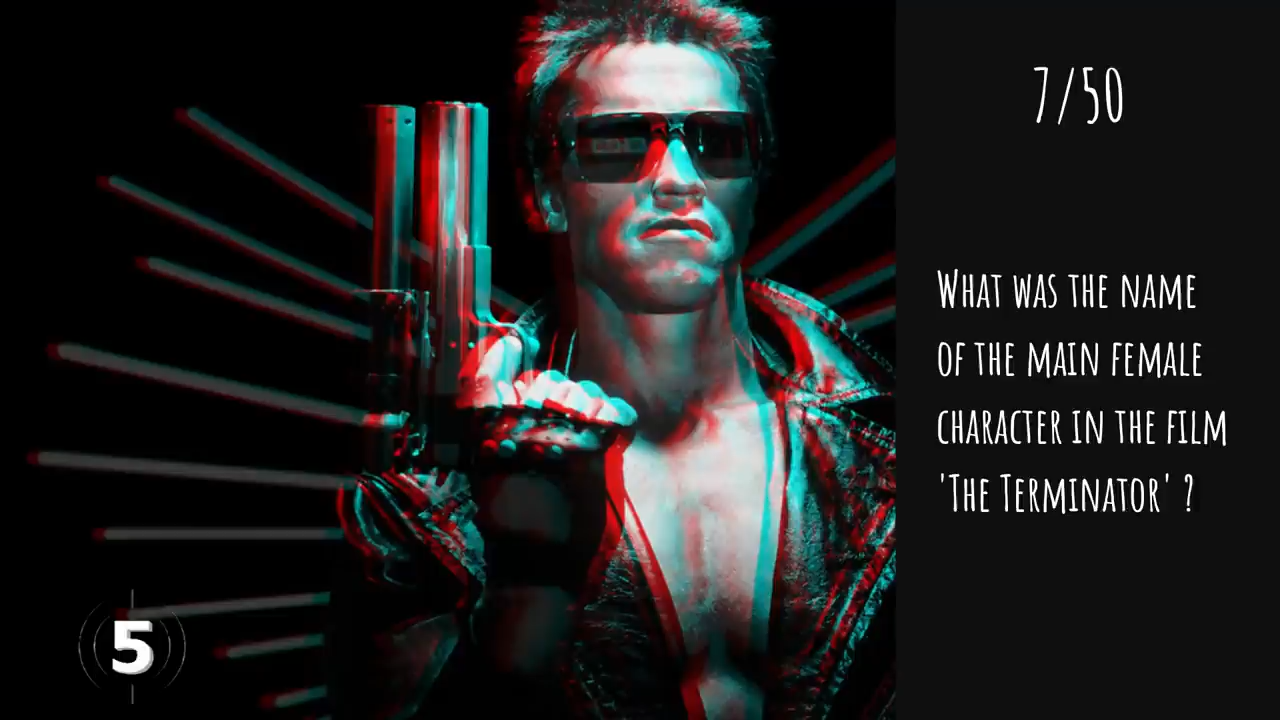 7/50
What was the name
of the main female
character in the film
'The Terminator' ?
5